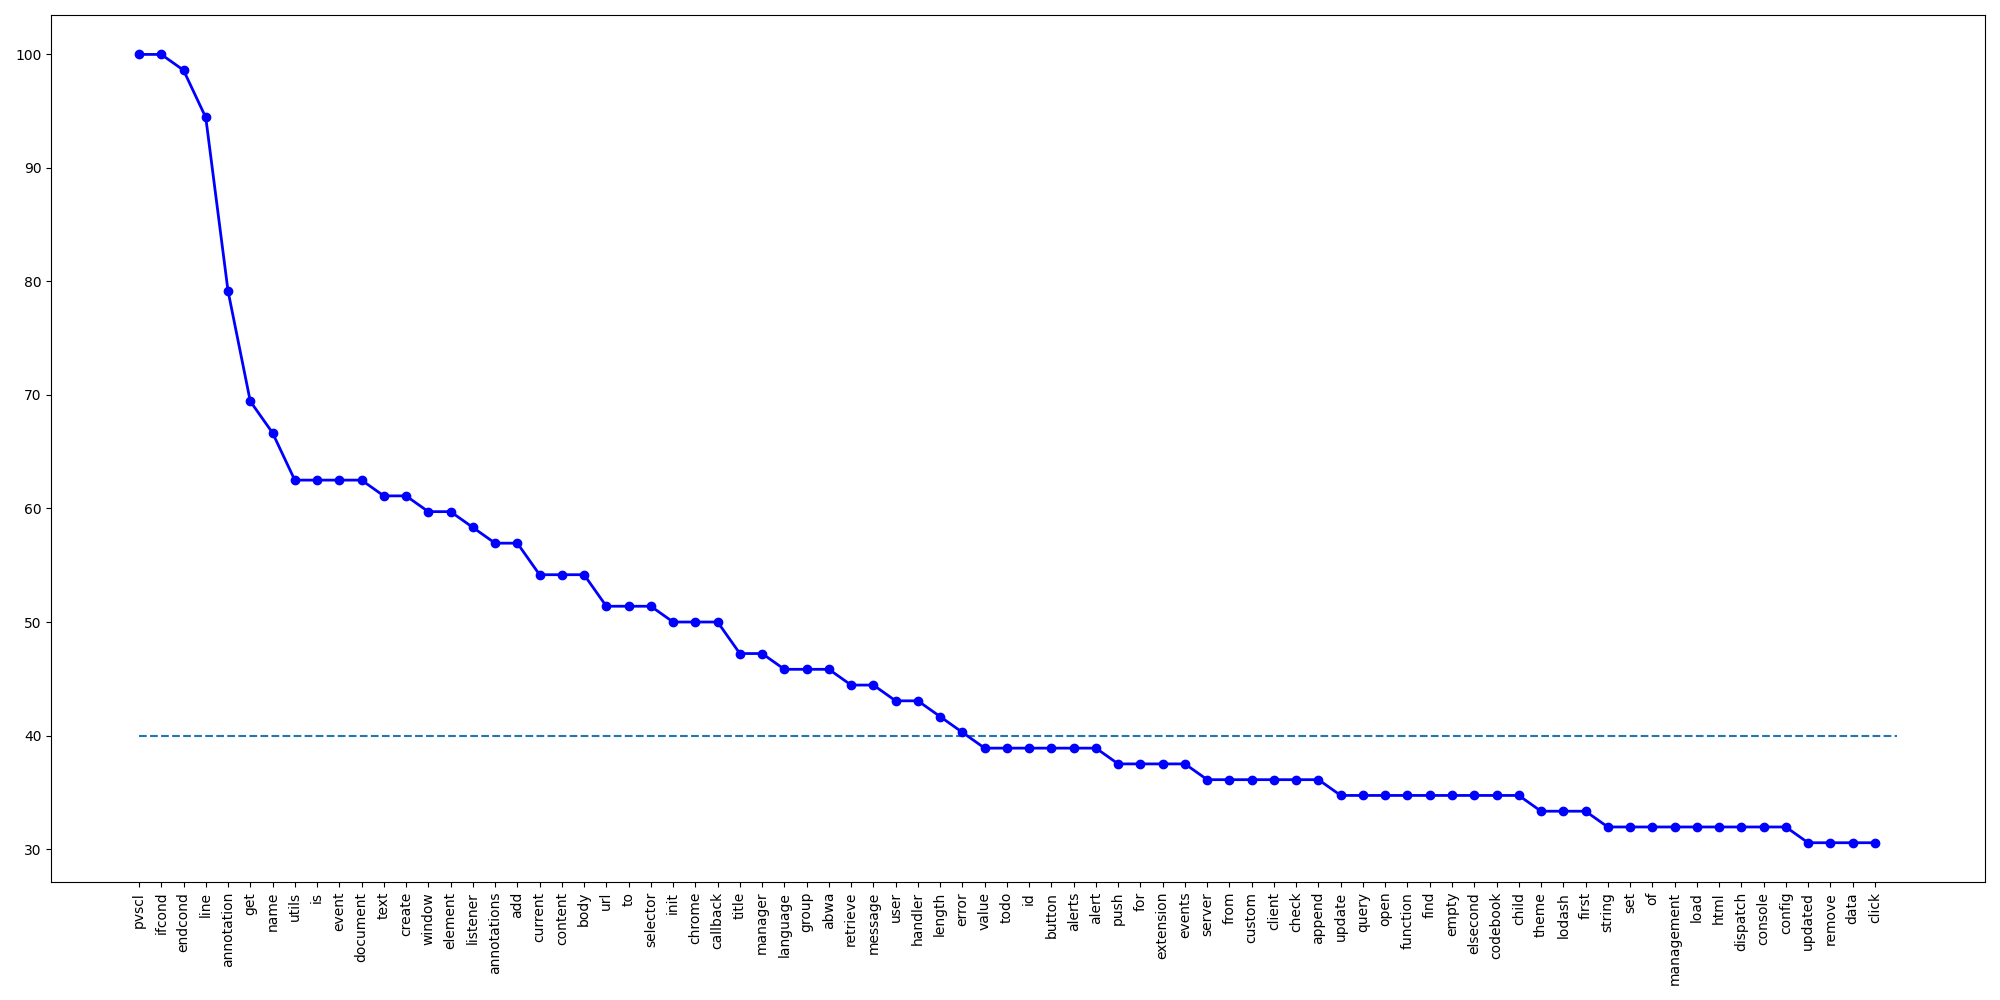 100
90
80
70
60
50
40
30
pvscl
ifcond
endcond
line
annotation
get
name
utils
is
event
document
text
create
window
element
listener
annotations
add
current
content
body
url
to
selector
init
chrome
callback
title
manager
language
group
abwa
retrieve
message
user
handler
length
error
value
todo
id
button
alerts
alert
push
for
extension
events
server
from
custom
client
check
append
update
query
open
function
find
empty
elsecond
codebook
child
theme
lodash
first
string
set
of
management
load
html
dispatch
console
config
updated
remove
data
click